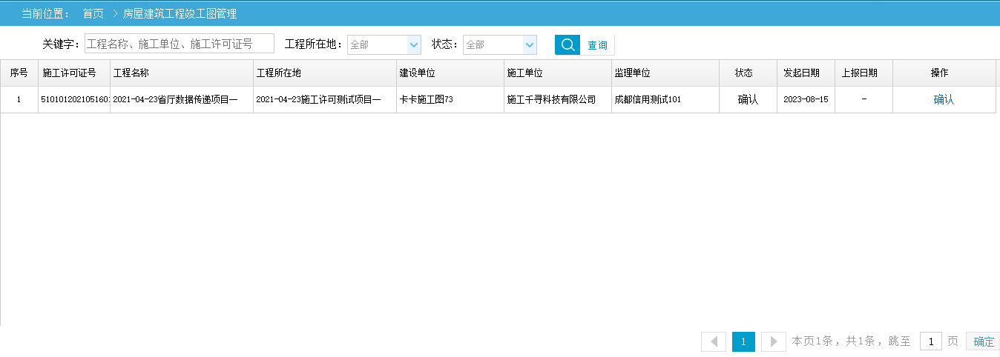 当前位置： 首页 > 房屋建筑工程竣工图管理
关键字： 工程名称、施工单位、施工许可证号 工程所在地： 全部 状态： 全部 查询
序号 施工许可证号 工程名称 工程所在地 建设单位 施工单位 监理单位 状态 发起日期 上报日期 操作
1 510101202105160 2021-04-23省厅数据传递项目一 2021-04-23施工许可测试项目一 卡卡施工图73 施工千寻科技有限公司 成都信用测试101 确认 2023-08-15 - 确认
1 本页1条，共1条，跳至 1 页 确定